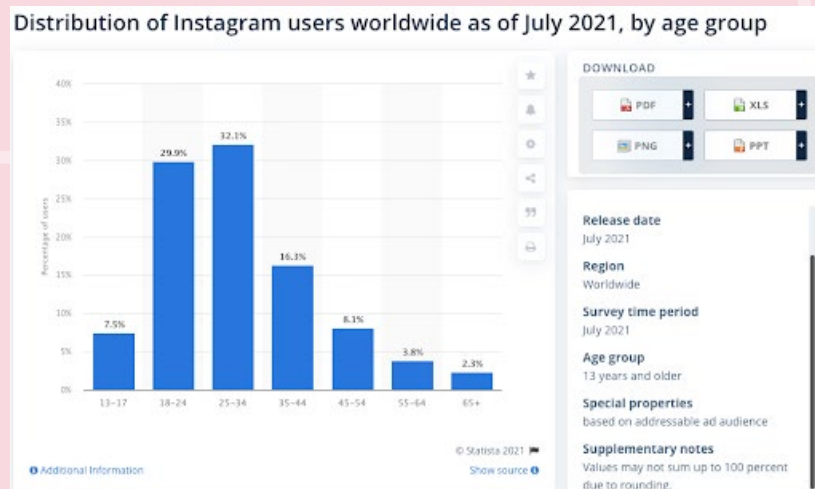 Distribution of Instagram users worldwide as of July 2021, by age group
40%
35%
30%
25%
20%
15%
10%
5%
0%
Percentage of users
7.5%
29.9%
32.1%
16.3%
8.1%
3.8%
2.3%
13–17
18–24
25–34
35–44
45–54
55–64
65+
© Statista 2021
Additional Information
Show source
DOWNLOAD
PDF +
XLS +
PNG +
PPT +
Release date
July 2021
Region
Worldwide
Survey time period
July 2021
Age group
13 years and older
Special properties
based on addressable ad audience
Supplementary notes
Values may not sum up to 100 percent
due to rounding.